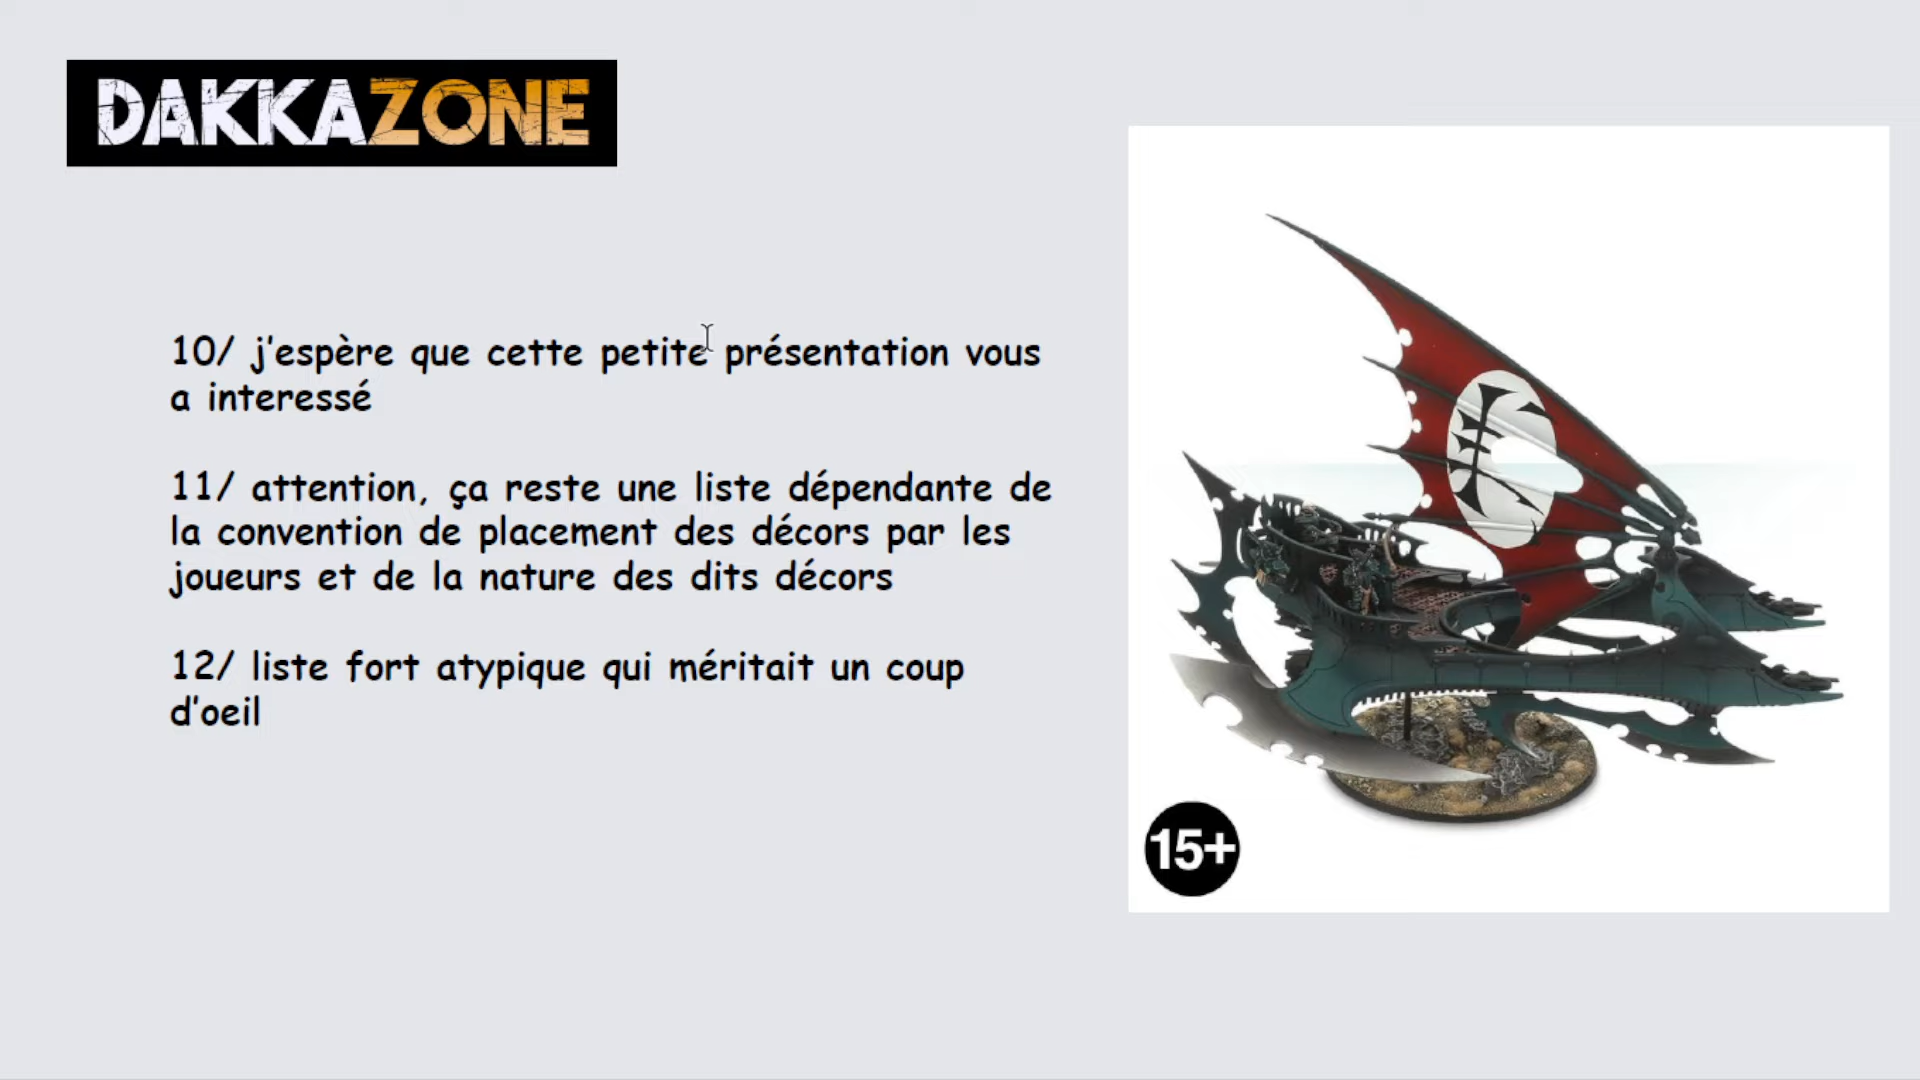 DAKKAZONE
10/ j’espère que cette petite présentation vous
a interessé
11/ attention, ça reste une liste dépendante de
la convention de placement des décors par les
joueurs et de la nature des dits décors
12/ liste fort atypique qui méritait un coup
d’oeil
15+